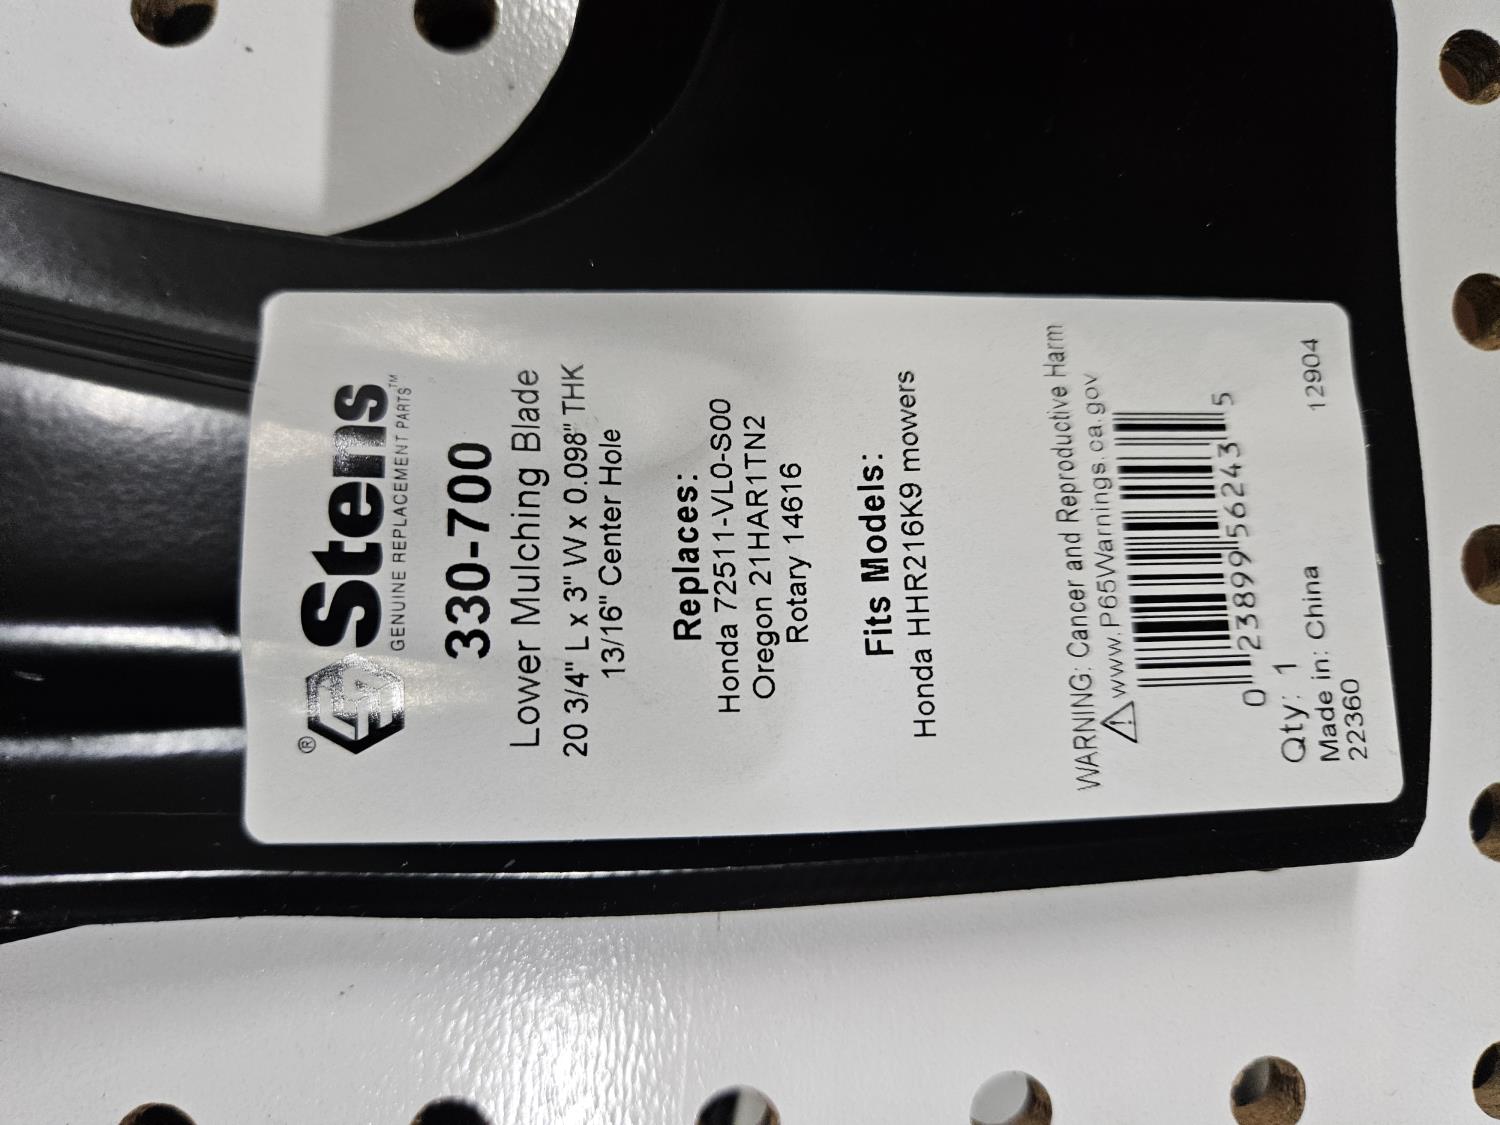 ®
Stens
GENUINE REPLACEMENT PARTS™
330-700
Lower Mulching Blade
20 3/4" L x 3" W x 0.098" THK
13/16" Center Hole
Replaces:
Honda 72511-VL0-S00
Oregon 21HAR1TN2
Rotary 14616
Fits Models:
Honda HHR216K9 mowers
WARNING: Cancer and Reproductive Harm
www.P65Warnings.ca.gov
0 23899 56243 5
Qty: 1
Made in: China 12904
22360